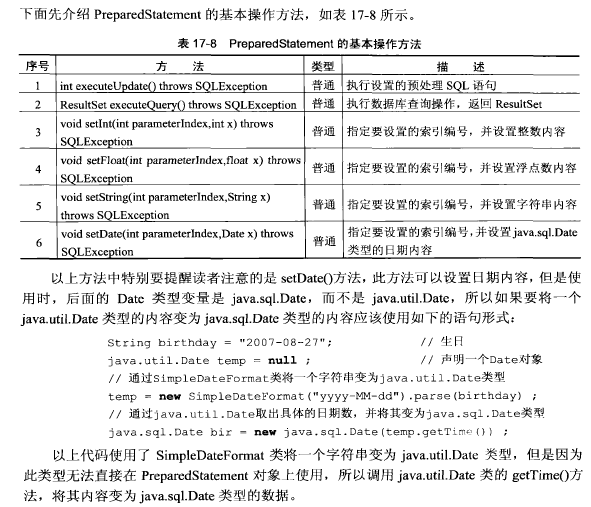 下面先介绍 PreparedStatement 的基本操作方法，如表 17-8 所示。
表 17-8 PreparedStatement 的基本操作方法
序号 方 法 类型 描 述
1 int executeUpdate() throws SQLException 普通 执行设置的预处理 SQL 语句
2 ResultSet executeQuery() throws SQLException 普通 执行数据库查询操作，返回 ResultSet
3 void setInt(int parameterIndex,int x) throws SQLException 普通 指定要设置的索引编号，并设置整数内容
4 void setFloat(int parameterIndex,float x) throws SQLException 普通 指定要设置的索引编号，并设置浮点数内容
5 void setString(int parameterIndex,String x) throws SQLException 普通 指定要设置的索引编号，并设置字符串内容
6 void setDate(int parameterIndex,Date x) throws SQLException 普通 指定要设置的索引编号，并设置 java.sql.Date 类型的日期内容
以上方法中特别要提醒读者注意的是 setDate()方法，此方法可以设置日期内容，但是使
用时，后面的 Date 类型变量是 java.sql.Date，而不是 java.util.Date，所以如果要将一个
java.util.Date 类型的内容变为 java.sql.Date 类型的内容应该使用如下的语句形式：
String birthday = "2007-08-27"; // 生日
java.util.Date temp = null ; // 声明一个Date对象
// 通过SimpleDateFormat类将一个字符串变为java.util.Date类型
temp = new SimpleDateFormat("yyyy-MM-dd").parse(birthday) ;
// 通过java.util.Date取出具体的日期数，并将其变为java.sql.Date类型
java.sql.Date bir = new java.sql.Date(temp.getTime()) ;
以上代码使用了 SimpleDateFormat 类将一个字符串变为 java.util.Date 类型，但是因为
此类型无法直接在 PreparedStatement 对象上使用，所以调用 java.util.Date 类的 getTime()方
法，将其内容变为 java.sql.Date 类型的数据。